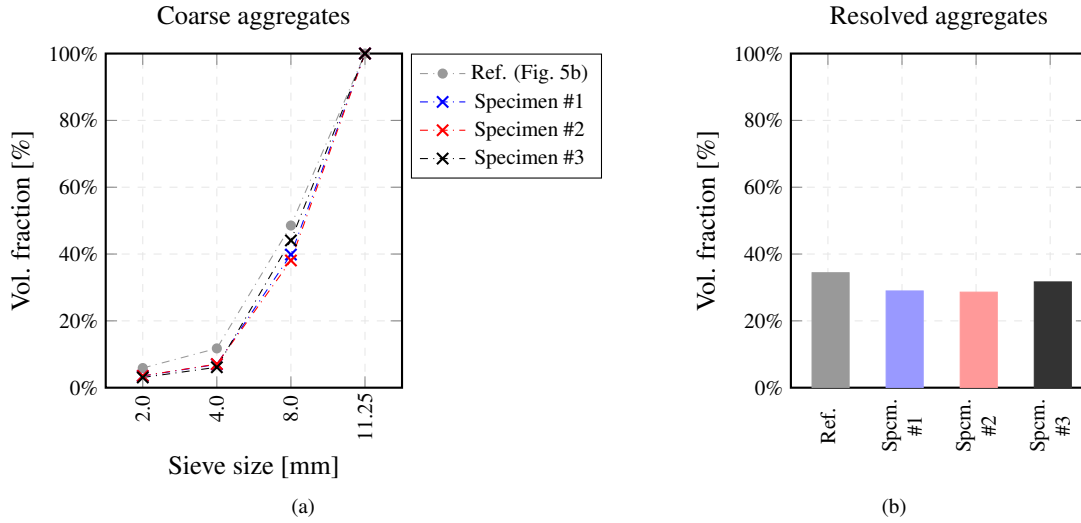 Coarse aggregates
100%
80%
60%
40%
20%
0%
Vol. fraction [%]
2.0
4.0
8.0
11.25
Sieve size [mm]
Ref. (Fig. 5b)
Specimen #1
Specimen #2
Specimen #3
(a)
Resolved aggregates
100%
80%
60%
40%
20%
0%
Vol. fraction [%]
Ref.
Spcm.
#1
Spcm.
#2
Spcm.
#3
(b)